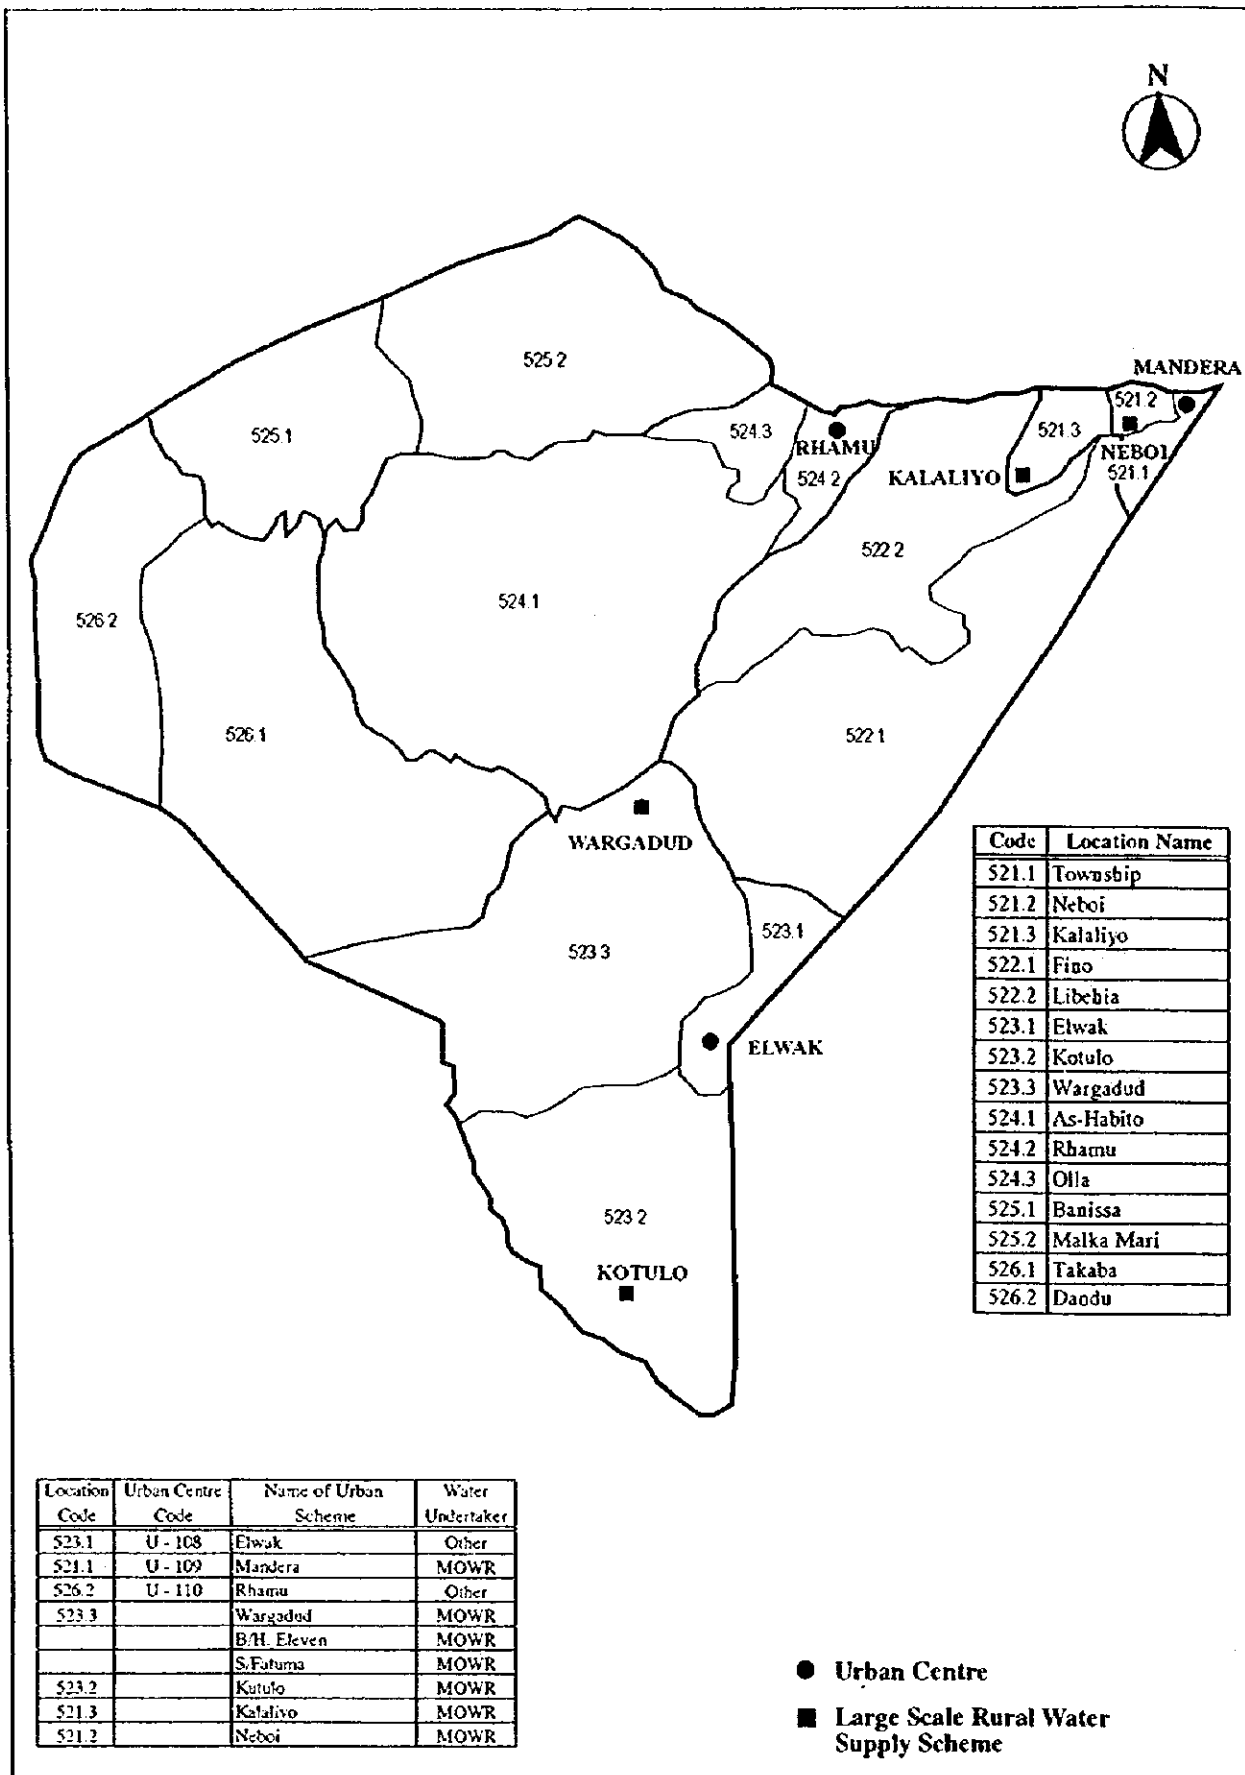 N
MANDERA
525.2
521.2
525.1
524.3
521.3
RHAMU
NEBOI
KALALIYO
524.2
521.1
522.2
524.1
526.2
526.1
522.1
WARGADUD
523.1
523.3
ELWAK
523.2
KOTULO
Code Location Name
521.1 Township
521.2 Neboi
521.3 Kalaliyo
522.1 Fino
522.2 Libehia
523.1 Elwak
523.2 Kotulo
523.3 Wargadud
524.1 As-Habito
524.2 Rhamu
524.3 Olla
525.1 Banissa
525.2 Malka Mari
526.1 Takaba
526.2 Dandu
Location Urban Centre Name of Urban Water
Code Code Scheme Undertaker
523.1 U - 108 Elwak Other
521.1 U - 109 Mandera MOWR
526.2 U - 110 Rhamu Other
523.3 Wargadud MOWR
B/H. Eleven MOWR
S/Fatuma MOWR
523.2 Kutulo MOWR
521.3 Kalaliyo MOWR
521.2 Neboi MOWR
Urban Centre
Large Scale Rural Water
Supply Scheme